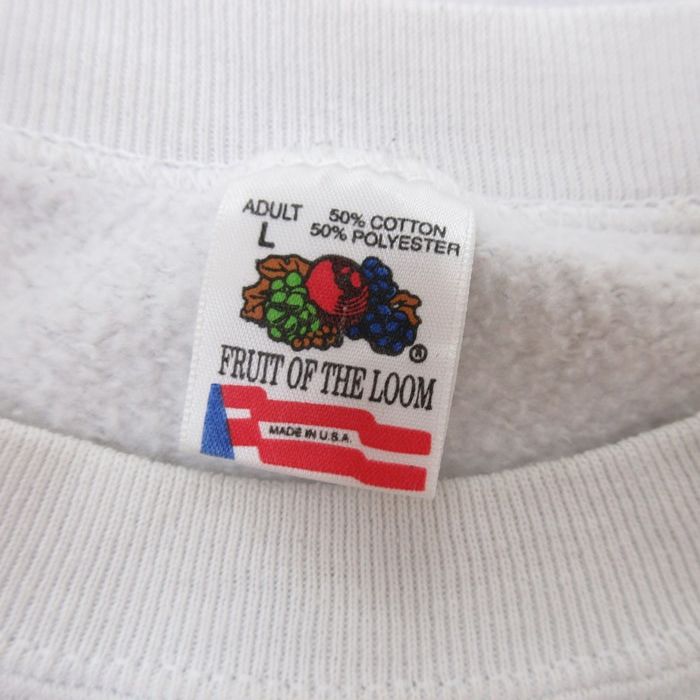 ADULT 50% COTTON
L 50% POLYESTER
®
FRUIT OF THE LOOM
MADE IN U.S.A.